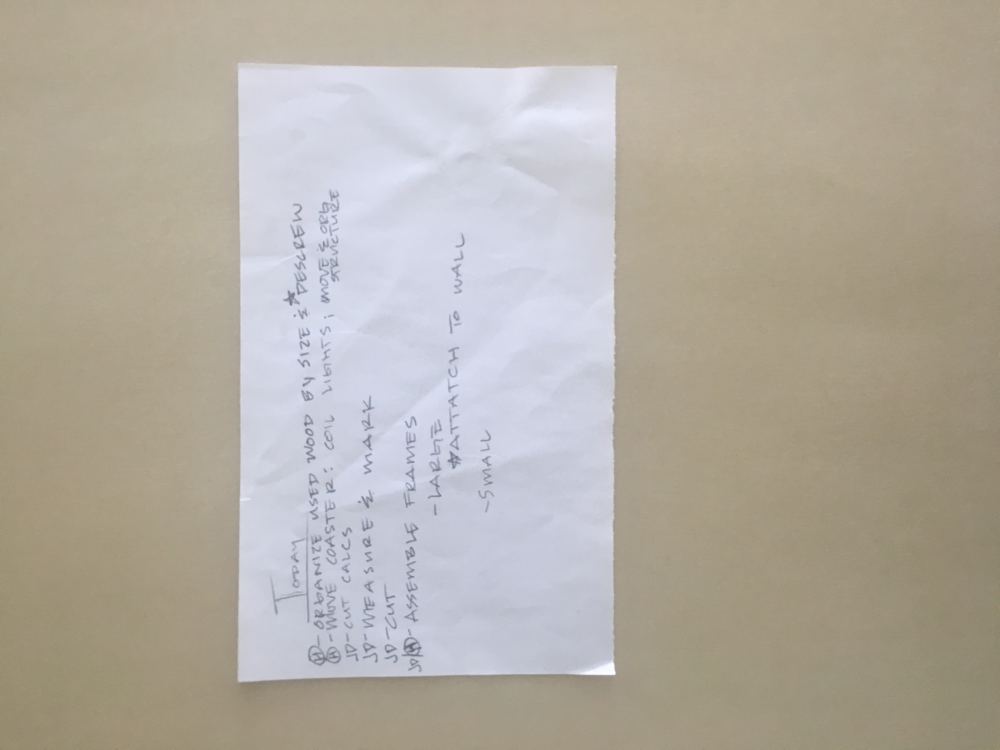 TODAY
H - ORGANIZE USED WOOD BY SIZE & *DESCREW
H - MOVE COASTER: COIL LIGHTS; MOVE & ORG STRUCTURE
JD - CUT CALCS
JD - MEASURE & MARK
JD - CUT
JD/H - ASSEMBLE FRAMES
- LARGE
*ATTATCH TO WALL
- SMALL